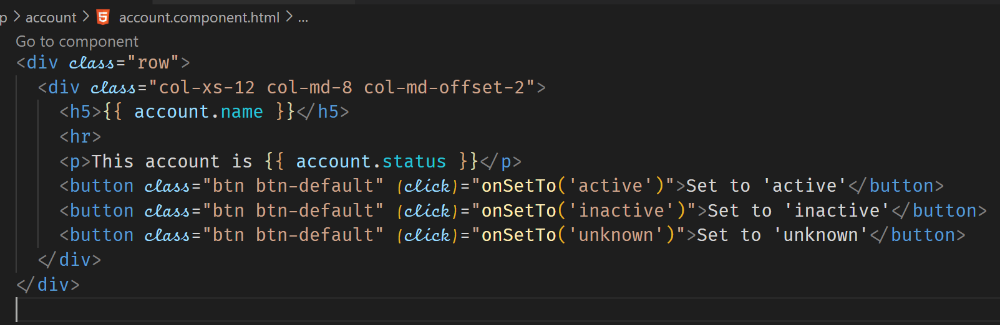 p > account > account.component.html > ...
Go to component
<div class="row">
<div class="col-xs-12 col-md-8 col-md-offset-2">
<h5>{{ account.name }}</h5>
<hr>
<p>This account is {{ account.status }}</p>
<button class="btn btn-default" (click)="onSetTo('active')">Set to 'active'</button>
<button class="btn btn-default" (click)="onSetTo('inactive')">Set to 'inactive'</button>
<button class="btn btn-default" (click)="onSetTo('unknown')">Set to 'unknown'</button>
</div>
</div>